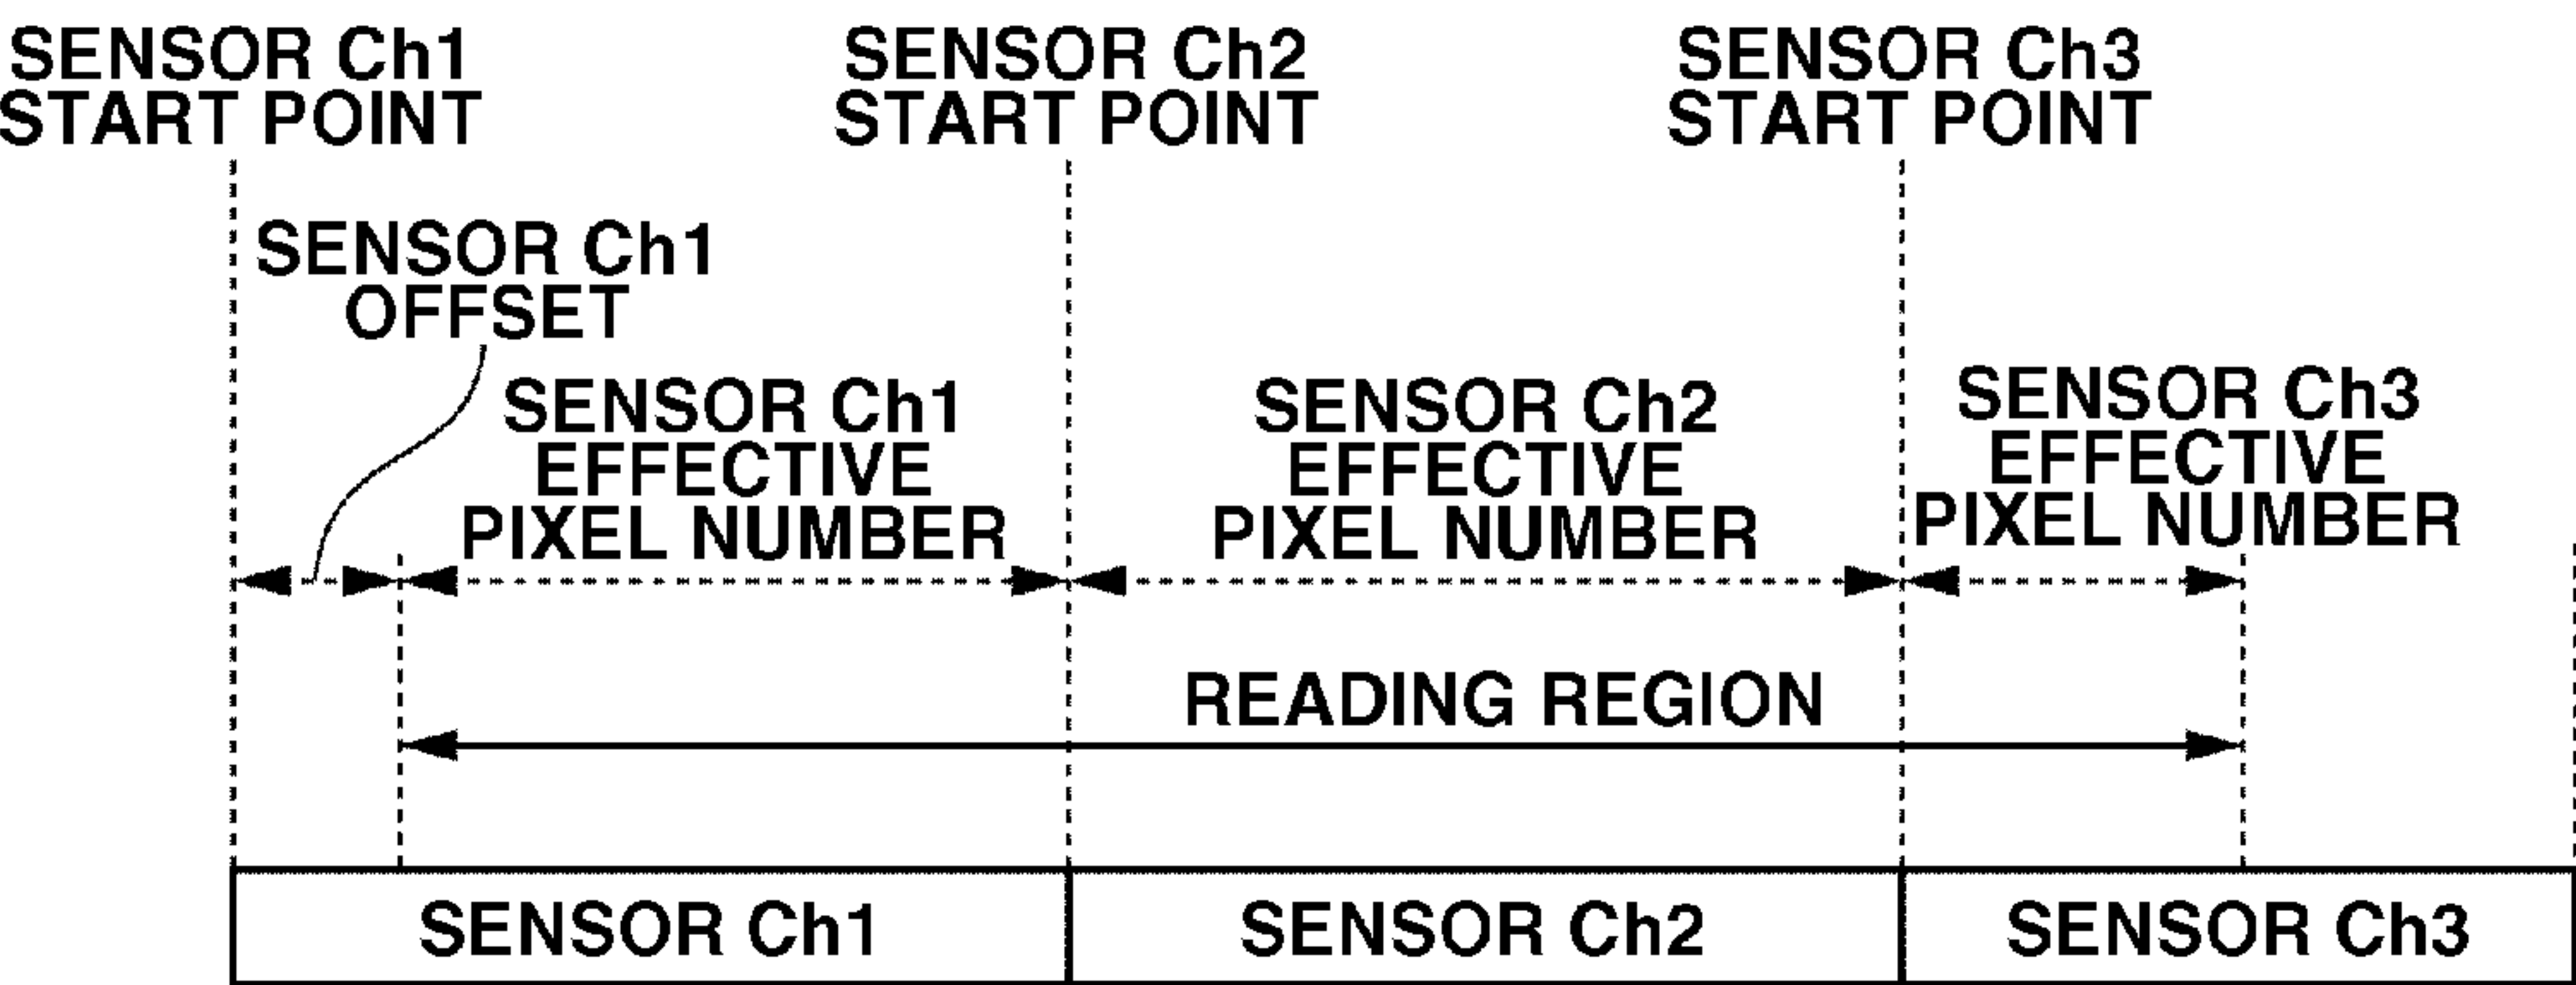 SENSOR Ch1
START POINT
SENSOR Ch2
START POINT
SENSOR Ch3
START POINT
SENSOR Ch1
OFFSET
SENSOR Ch1
EFFECTIVE
PIXEL NUMBER
SENSOR Ch2
EFFECTIVE
PIXEL NUMBER
SENSOR Ch3
EFFECTIVE
PIXEL NUMBER
READING REGION
SENSOR Ch1
SENSOR Ch2
SENSOR Ch3